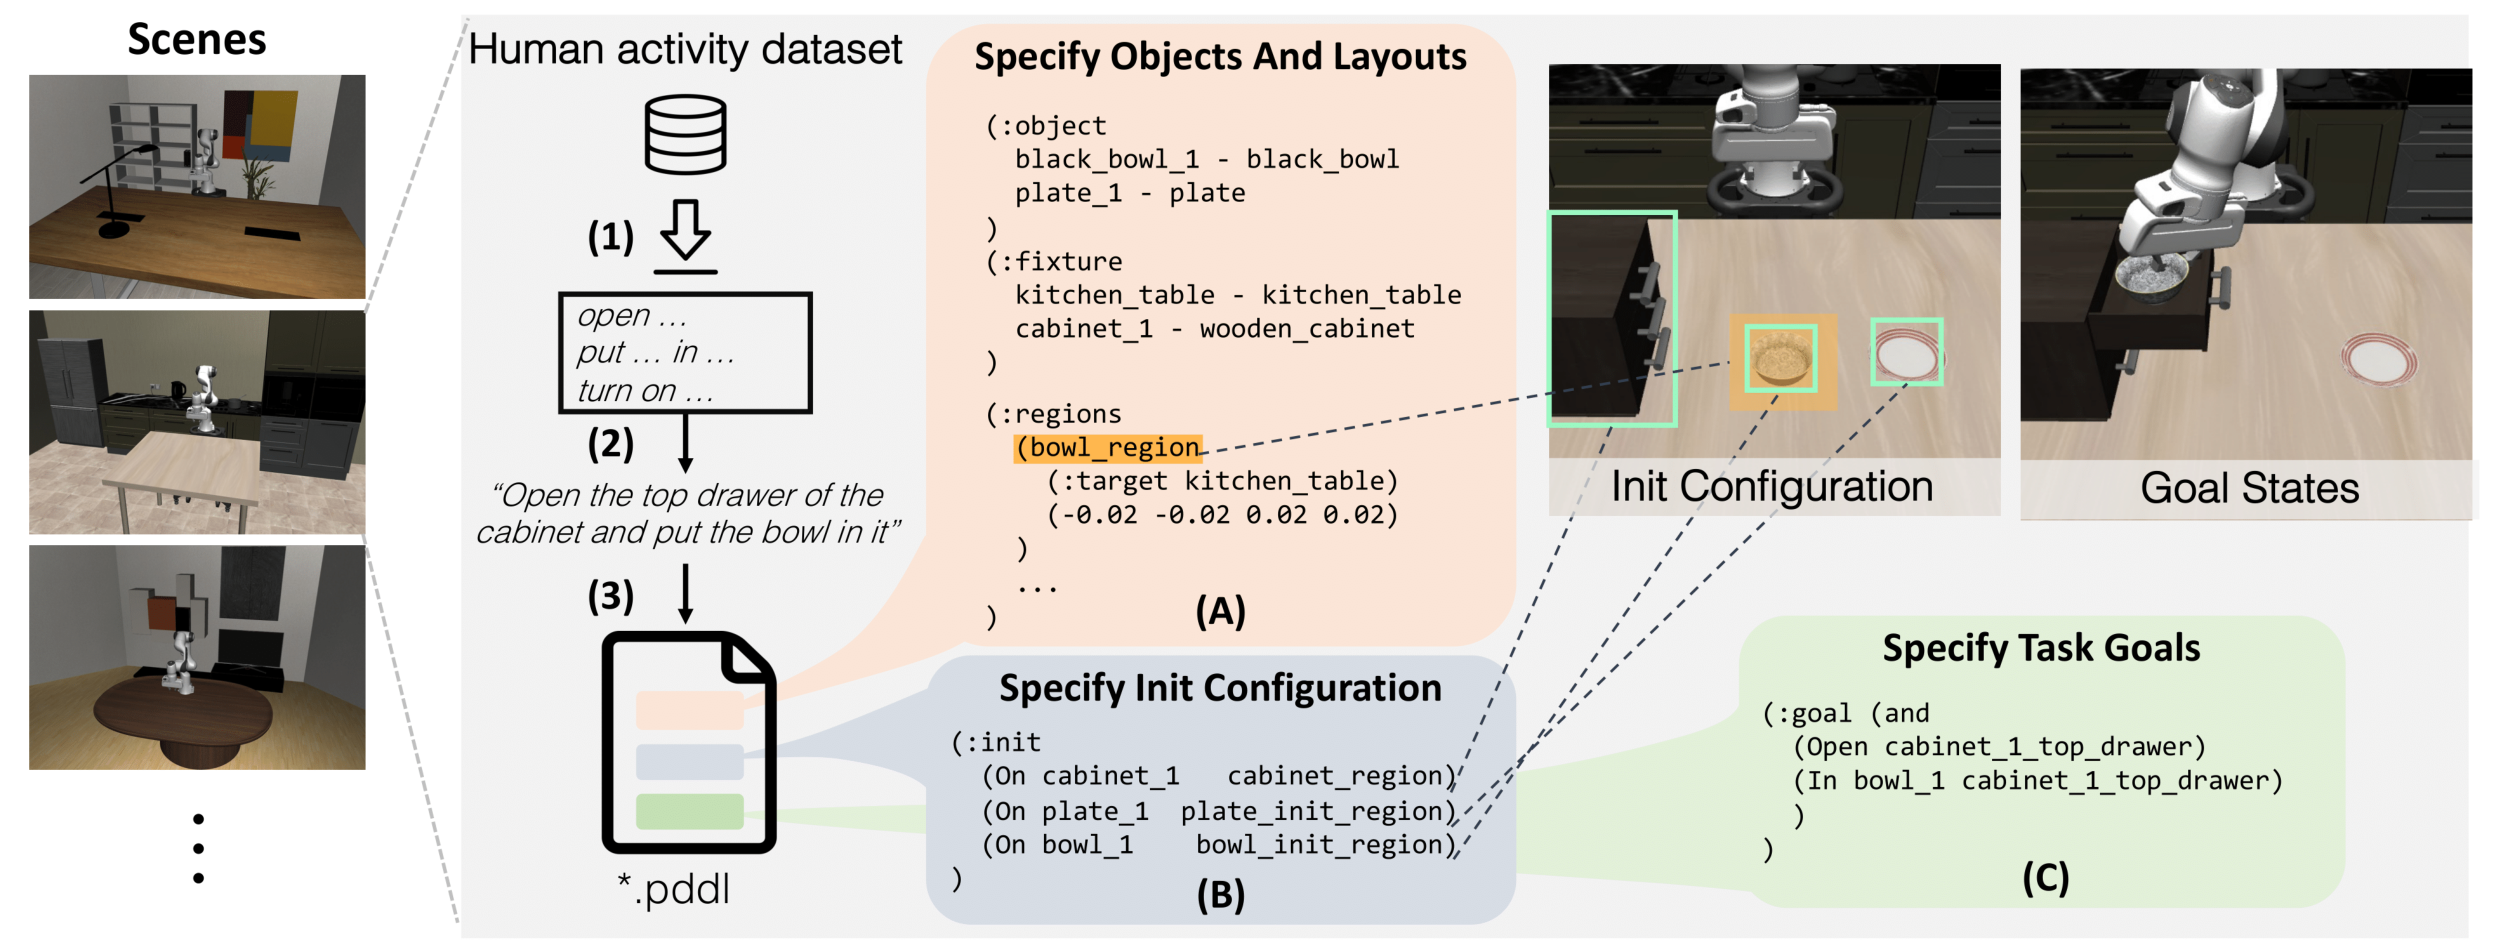 Scenes
Human activity dataset
(1)
open ...
put ... in ...
turn on ...
(2)
“Open the top drawer of the
cabinet and put the bowl in it”
(3)
*.pddl
Specify Objects And Layouts
(:object
black_bowl_1 - black_bowl
plate_1 - plate
)
(:fixture
kitchen_table - kitchen_table
cabinet_1 - wooden_cabinet
)
(:regions
(bowl_region
(:target kitchen_table)
(-0.02 -0.02 0.02 0.02)
)
...
)
(A)
Specify Init Configuration
(:init
(On cabinet_1 cabinet_region)
(On plate_1 plate_init_region)
(On bowl_1 bowl_init_region)
)
(B)
Init Configuration
Goal States
Specify Task Goals
(:goal (and
(Open cabinet_1_top_drawer)
(In bowl_1 cabinet_1_top_drawer)
)
)
(C)